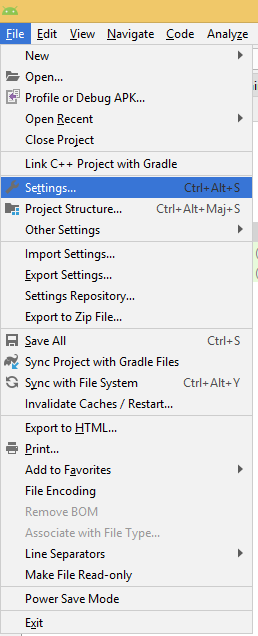 File Edit View Navigate Code Analyze
New
Open...
Profile or Debug APK...
Open Recent
Close Project
Link C++ Project with Gradle
Settings... Ctrl+Alt+S
Project Structure... Ctrl+Alt+Maj+S
Other Settings
Import Settings...
Export Settings...
Settings Repository...
Export to Zip File...
Save All Ctrl+S
Sync Project with Gradle Files
Sync with File System Ctrl+Alt+Y
Invalidate Caches / Restart...
Export to HTML...
Print...
Add to Favorites
File Encoding
Remove BOM
Associate with File Type...
Line Separators
Make File Read-only
Power Save Mode
Exit